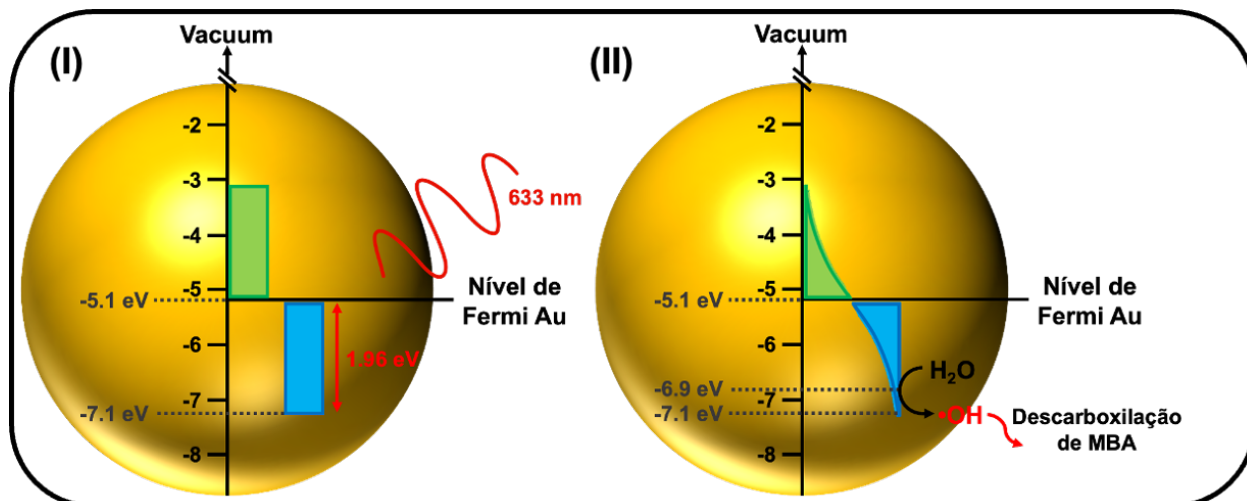 (I)
Vacuum
-2
-3
-4
-5
-6
-7
-8
-5.1 eV
-7.1 eV
633 nm
Nível de
Fermi Au
1.96 eV
(II)
Vacuum
-2
-3
-4
-5
-6
-7
-8
-5.1 eV
-6.9 eV
-7.1 eV
Nível de
Fermi Au
H₂O
•OH
Descarboxilação
de MBA